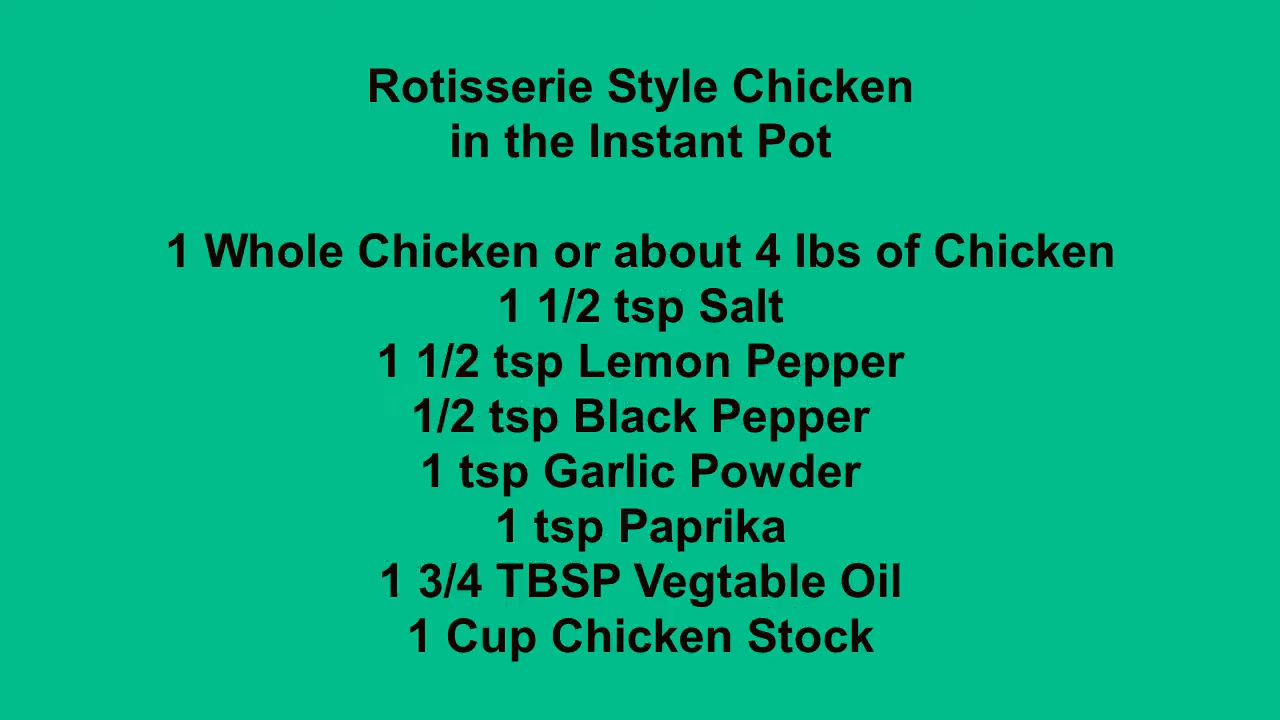 Rotisserie Style Chicken
in the Instant Pot
1 Whole Chicken or about 4 lbs of Chicken
1 1/2 tsp Salt
1 1/2 tsp Lemon Pepper
1/2 tsp Black Pepper
1 tsp Garlic Powder
1 tsp Paprika
1 3/4 TBSP Vegtable Oil
1 Cup Chicken Stock